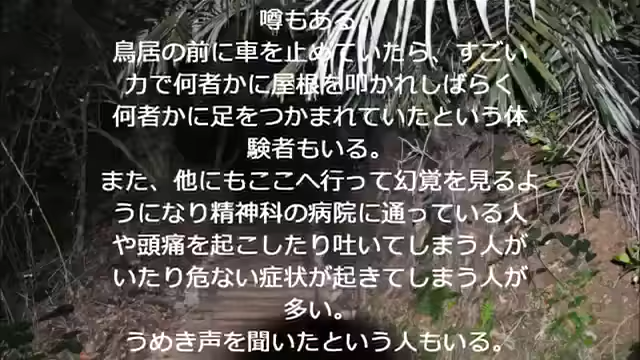 噂もある・
鳥居の前に車を止めていたら、すごい
力で何者かに屋根を叩かれしばらく
何者かに足をつかまれていたという体
験者もいる。
また、他にもここへ行って幻覚を見るよ
うになり精神科の病院に通っている人
や頭痛を起こしたり吐いてしまう人が
いたり危ない症状が起きてしまう人が
多い。
うめき声を聞いたという人もいる。